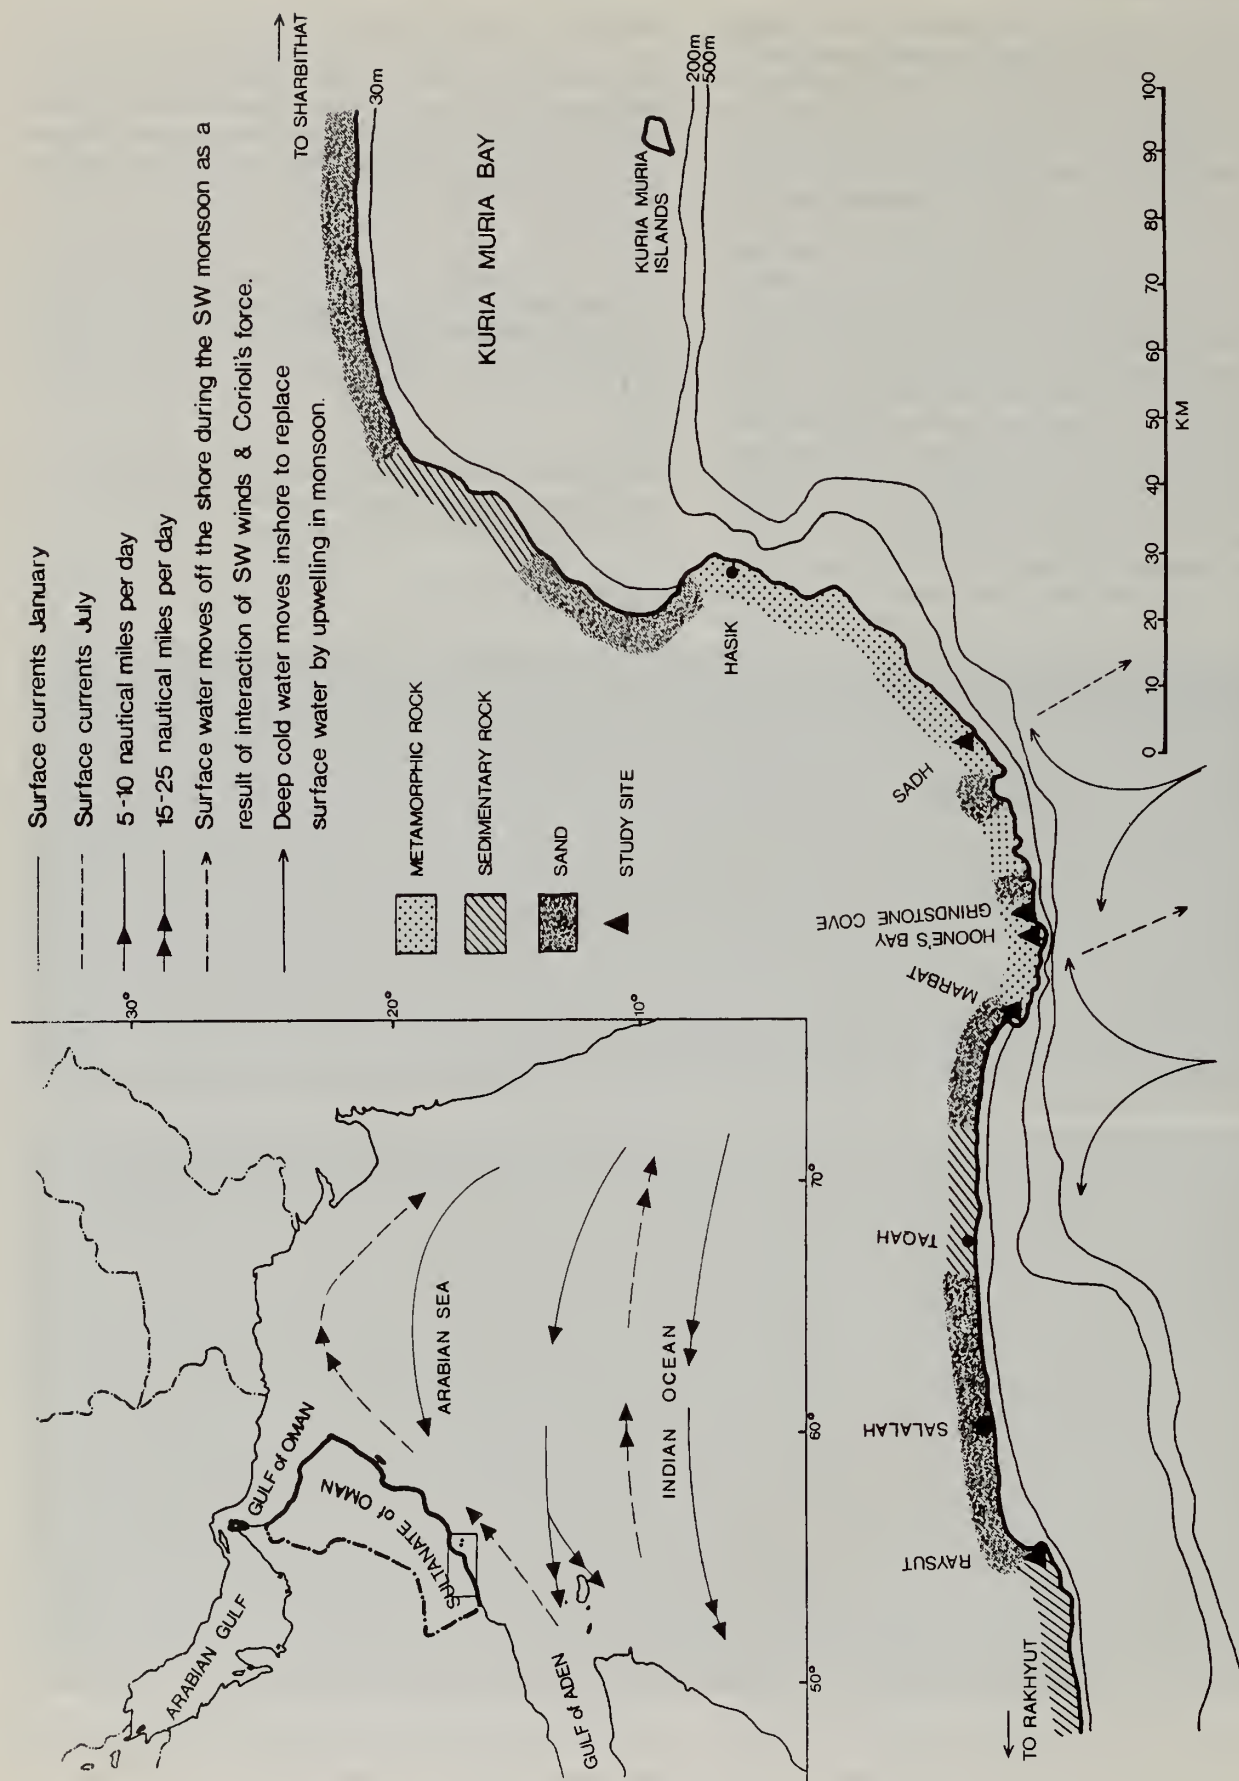 Surface currents January
Surface currents July
5-10 nautical miles per day
15-25 nautical miles per day
Surface water moves off the shore during the SW monsoon as a
result of interaction of SW winds & Corioli's force.
Deep cold water moves inshore to replace
surface water by upwelling in monsoon.
METAMORPHIC ROCK
SEDIMENTARY ROCK
SAND
STUDY SITE
30°
20°
10°
50°
60°
70°
ARABIAN GULF
GULF of OMAN
SULTANATE of OMAN
ARABIAN SEA
INDIAN OCEAN
GULF of ADEN
TO SHARBITHAT
30m
KURIA MURIA BAY
KURIA MURIA
ISLANDS
200m
500m
HASIK
SADH
GRINDSTONE
COVE
HOONE'S BAY
MARBAT
TAQAH
SALALAH
RAYSUT
TO RAKHYUT
0 10 20 30 40 50 60 70 80 90 100
KM